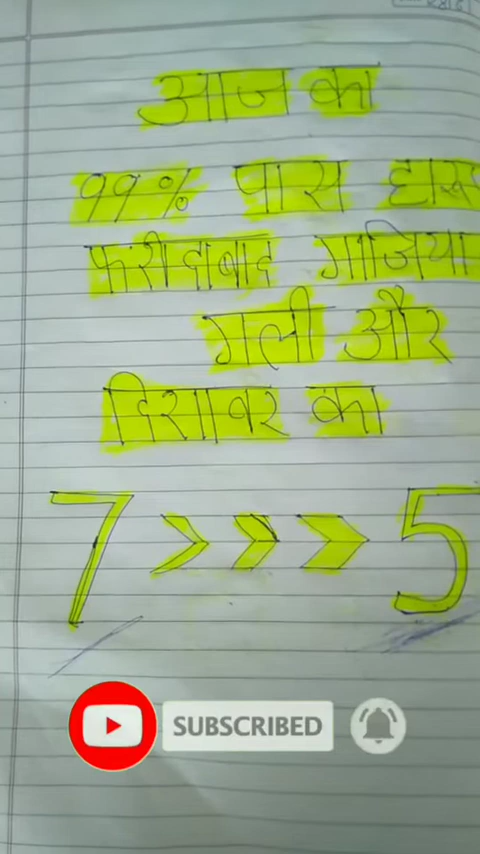 आज का
99% पास
फरीदाबाद गाजिया
गली और
दिसावर का
7 > >> > 5
SUBSCRIBED